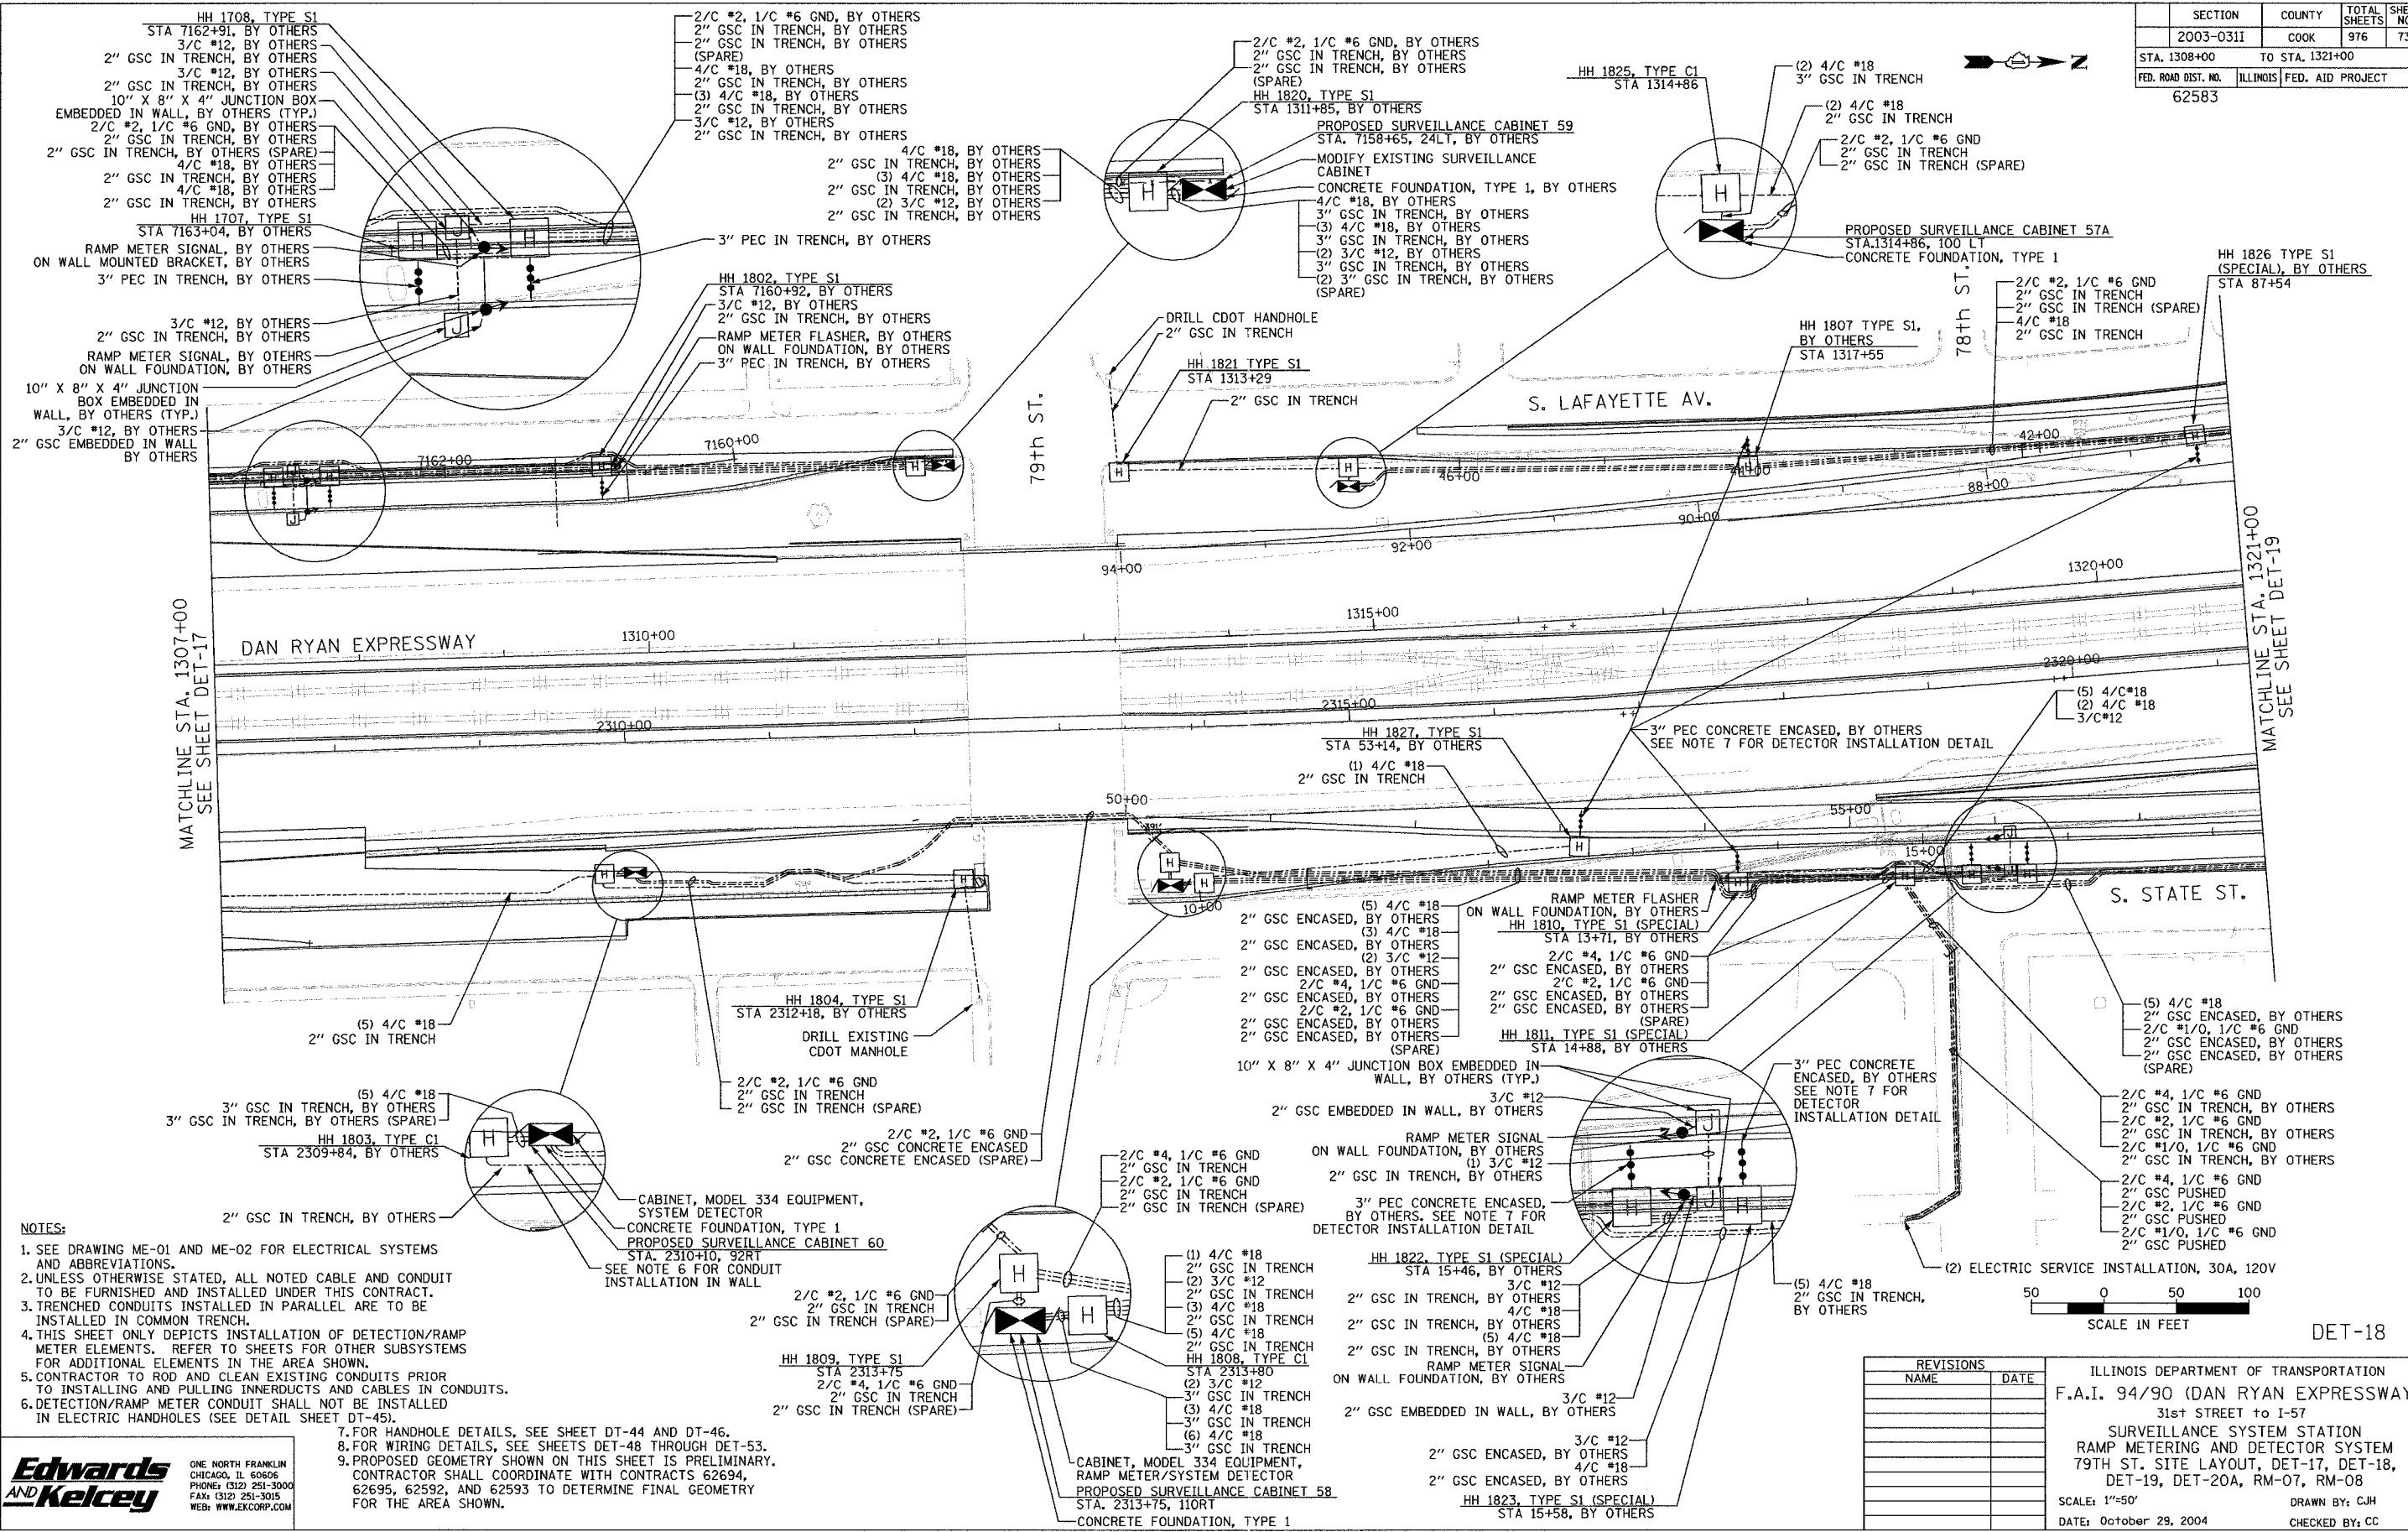 HH 1708, TYPE S1
STA 7162+91, BY OTHERS
3/C #12, BY OTHERS
2" GSC IN TRENCH, BY OTHERS
3/C #12, BY OTHERS
2" GSC IN TRENCH, BY OTHERS
10" X 8" X 4" JUNCTION BOX
EMBEDDED IN WALL, BY OTHERS (TYP.)
2/C #2, 1/C #6 GND, BY OTHERS
2" GSC IN TRENCH, BY OTHERS
2" GSC IN TRENCH, BY OTHERS (SPARE)
4/C #18, BY OTHERS
2" GSC IN TRENCH, BY OTHERS
4/C #18, BY OTHERS
2" GSC IN TRENCH, BY OTHERS
HH 1707, TYPE S1
STA 7163+04, BY OTHERS
RAMP METER SIGNAL, BY OTHERS
ON WALL MOUNTED BRACKET, BY OTHERS
3" PEC IN TRENCH, BY OTHERS
3/C #12, BY OTHERS
2" GSC IN TRENCH, BY OTHERS
RAMP METER SIGNAL, BY OTEHRS
ON WALL FOUNDATION, BY OTHERS
10" X 8" X 4" JUNCTION
BOX EMBEDDED IN
WALL, BY OTHERS (TYP.)
3/C #12, BY OTHERS
2" GSC EMBEDDED IN WALL
BY OTHERS
H
J
H
J
2/C #2, 1/C #6 GND, BY OTHERS
2" GSC IN TRENCH, BY OTHERS
2" GSC IN TRENCH, BY OTHERS
(SPARE)
4/C #18, BY OTHERS
2" GSC IN TRENCH, BY OTHERS
(3) 4/C #18, BY OTHERS
2" GSC IN TRENCH, BY OTHERS
3/C #12, BY OTHERS
2" GSC IN TRENCH, BY OTHERS
3" PEC IN TRENCH, BY OTHERS
HH 1802, TYPE S1
STA 7160+92, BY OTHERS
3/C #12, BY OTHERS
2" GSC IN TRENCH, BY OTHERS
RAMP METER FLASHER, BY OTHERS
ON WALL FOUNDATION, BY OTHERS
3" PEC IN TRENCH, BY OTHERS
4/C #18, BY OTHERS
2" GSC IN TRENCH, BY OTHERS
(3) 4/C #18, BY OTHERS
2" GSC IN TRENCH, BY OTHERS
(2) 3/C #12, BY OTHERS
2" GSC IN TRENCH, BY OTHERS
2/C #2, 1/C #6 GND, BY OTHERS
2" GSC IN TRENCH, BY OTHERS
2" GSC IN TRENCH, BY OTHERS
(SPARE)
HH 1820, TYPE S1
STA 1311+85, BY OTHERS
PROPOSED SURVEILLANCE CABINET 59
STA. 7158+65, 24LT, BY OTHERS
MODIFY EXISTING SURVEILLANCE
CABINET
CONCRETE FOUNDATION, TYPE 1, BY OTHERS
4/C #18, BY OTHERS
3" GSC IN TRENCH, BY OTHERS
(3) 4/C #18, BY OTHERS
3" GSC IN TRENCH, BY OTHERS
(2) 3/C #12, BY OTHERS
3" GSC IN TRENCH, BY OTHERS
(2) 3" GSC IN TRENCH, BY OTHERS
(SPARE)
H
DRILL CDOT HANDHOLE
2" GSC IN TRENCH
HH 1821 TYPE S1
STA 1313+29
2" GSC IN TRENCH
HH 1825, TYPE C1
STA 1314+86
(2) 4/C #18
3" GSC IN TRENCH
(2) 4/C #18
2" GSC IN TRENCH
2/C #2, 1/C #6 GND
2" GSC IN TRENCH
2" GSC IN TRENCH (SPARE)
H
PROPOSED SURVEILLANCE CABINET 57A
STA.1314+86, 100 LT
CONCRETE FOUNDATION, TYPE 1
Z
SECTION COUNTY TOTAL SHEETS
2003-031I COOK 976
STA. 1308+00 TO STA. 1321+00
FED. ROAD DIST. NO. ILLINOIS FED. AID PROJECT
62583
HH 1826 TYPE S1
(SPECIAL), BY OTHERS
STA 87+54
2/C #2, 1/C #6 GND
2" GSC IN TRENCH
2" GSC IN TRENCH (SPARE)
4/C #18
2" GSC IN TRENCH
HH 1807 TYPE S1,
BY OTHERS
STA 1317+55
78th ST.
79th ST.
S. LAFAYETTE AV.
7162+00
7160+00
46+00
44+00
42+00
88+00
90+00
92+00
94+00
H
J
H
J
H
H
H
H
H
H
MATCHLINE STA. 1307+00
SEE SHEET DET-17
MATCHLINE STA. 1321+00
SEE SHEET DET-19
DAN RYAN EXPRESSWAY
1310+00
1315+00
1320+00
2310+00
2315+00
2320+00
50+00
55+00
10+00
15+00
S. STATE ST.
3" PEC CONCRETE ENCASED, BY OTHERS
SEE NOTE 7 FOR DETECTOR INSTALLATION DETAIL
(5) 4/C#18
(2) 4/C #18
3/C#12
HH 1827, TYPE S1
STA 53+14, BY OTHERS
(1) 4/C #18
2" GSC IN TRENCH
H
H
H
H
H
H
H
H
H
J
(5) 4/C #18
2" GSC IN TRENCH
HH 1804, TYPE S1
STA 2312+18, BY OTHERS
DRILL EXISTING
CDOT MANHOLE
2/C #2, 1/C #6 GND
2" GSC IN TRENCH
2" GSC IN TRENCH (SPARE)
(5) 4/C #18
3" GSC IN TRENCH, BY OTHERS
3" GSC IN TRENCH, BY OTHERS (SPARE)
HH 1803, TYPE C1
STA 2309+84, BY OTHERS
2" GSC IN TRENCH, BY OTHERS
H
CABINET, MODEL 334 EQUIPMENT,
SYSTEM DETECTOR
CONCRETE FOUNDATION, TYPE 1
PROPOSED SURVEILLANCE CABINET 60
STA. 2310+10, 92RT
SEE NOTE 6 FOR CONDUIT
INSTALLATION IN WALL
2/C #2, 1/C #6 GND
2" GSC CONCRETE ENCASED
2" GSC CONCRETE ENCASED (SPARE)
2/C #4, 1/C #6 GND
2" GSC IN TRENCH
2/C #2, 1/C #6 GND
2" GSC IN TRENCH
2" GSC IN TRENCH (SPARE)
(1) 4/C #18
2" GSC IN TRENCH
(2) 3/C #12
2" GSC IN TRENCH
(3) 4/C #18
2" GSC IN TRENCH
(5) 4/C #18
2" GSC IN TRENCH
HH 1808, TYPE C1
STA 2313+80
(2) 3/C #12
3" GSC IN TRENCH
(3) 4/C #18
3" GSC IN TRENCH
(6) 4/C #18
3" GSC IN TRENCH
H
H
2/C #2, 1/C #6 GND
2" GSC IN TRENCH
2" GSC IN TRENCH (SPARE)
HH 1809, TYPE S1
STA 2313+75
2/C #4, 1/C #6 GND
2" GSC IN TRENCH
2" GSC IN TRENCH (SPARE)
CABINET, MODEL 334 EQUIPMENT,
RAMP METER/SYSTEM DETECTOR
PROPOSED SURVEILLANCE CABINET 58
STA. 2313+75, 110RT
CONCRETE FOUNDATION, TYPE 1
(5) 4/C #18
2" GSC ENCASED, BY OTHERS
(3) 4/C #18
2" GSC ENCASED, BY OTHERS
(2) 3/C #12
2" GSC ENCASED, BY OTHERS
2/C #4, 1/C #6 GND
2" GSC ENCASED, BY OTHERS
2/C #2, 1/C #6 GND
2" GSC ENCASED, BY OTHERS
2" GSC ENCASED, BY OTHERS
(SPARE)
RAMP METER FLASHER
ON WALL FOUNDATION, BY OTHERS
HH 1810, TYPE S1 (SPECIAL)
STA 13+71, BY OTHERS
2/C #4, 1/C #6 GND
2" GSC ENCASED, BY OTHERS
2'C #2, 1/C #6 GND
2" GSC ENCASED, BY OTHERS
2" GSC ENCASED, BY OTHERS
(SPARE)
HH 1811, TYPE S1 (SPECIAL)
STA 14+88, BY OTHERS
10" X 8" X 4" JUNCTION BOX EMBEDDED IN
WALL, BY OTHERS (TYP.)
3/C #12
2" GSC EMBEDDED IN WALL, BY OTHERS
RAMP METER SIGNAL
ON WALL FOUNDATION, BY OTHERS
(1) 3/C #12
2" GSC IN TRENCH, BY OTHERS
3" PEC CONCRETE ENCASED,
BY OTHERS. SEE NOTE 7 FOR
DETECTOR INSTALLATION DETAIL
HH 1822, TYPE S1 (SPECIAL)
STA 15+46, BY OTHERS
3/C #12
2" GSC IN TRENCH, BY OTHERS
4/C #18
2" GSC IN TRENCH, BY OTHERS
(5) 4/C #18
2" GSC IN TRENCH, BY OTHERS
RAMP METER SIGNAL
ON WALL FOUNDATION, BY OTHERS
3/C #12
2" GSC EMBEDDED IN WALL, BY OTHERS
3/C #12
2" GSC ENCASED, BY OTHERS
4/C #18
2" GSC ENCASED, BY OTHERS
HH 1823, TYPE S1 (SPECIAL)
STA 15+58, BY OTHERS
J
H
J
H
3" PEC CONCRETE
ENCASED, BY OTHERS
SEE NOTE 7 FOR
DETECTOR
INSTALLATION DETAIL
(5) 4/C #18
2" GSC IN TRENCH,
BY OTHERS
(5) 4/C #18
2" GSC ENCASED, BY OTHERS
2/C #1/0, 1/C #6 GND
2" GSC ENCASED, BY OTHERS
2" GSC ENCASED, BY OTHERS
(SPARE)
2/C #4, 1/C #6 GND
2" GSC IN TRENCH, BY OTHERS
2/C #2, 1/C #6 GND
2" GSC IN TRENCH, BY OTHERS
2/C #1/0, 1/C #6 GND
2" GSC IN TRENCH, BY OTHERS
2/C #4, 1/C #6 GND
2" GSC PUSHED
2/C #2, 1/C #6 GND
2" GSC PUSHED
2/C #1/0, 1/C #6 GND
2" GSC PUSHED
(2) ELECTRIC SERVICE INSTALLATION, 30A, 120V
50 0 50 100
SCALE IN FEET
DET-18
NOTES:
1. SEE DRAWING ME-01 AND ME-02 FOR ELECTRICAL SYSTEMS
AND ABBREVIATIONS.
2. UNLESS OTHERWISE STATED, ALL NOTED CABLE AND CONDUIT
TO BE FURNISHED AND INSTALLED UNDER THIS CONTRACT.
3. TRENCHED CONDUITS INSTALLED IN PARALLEL ARE TO BE
INSTALLED IN COMMON TRENCH.
4. THIS SHEET ONLY DEPICTS INSTALLATION OF DETECTION/RAMP
METER ELEMENTS. REFER TO SHEETS FOR OTHER SUBSYSTEMS
FOR ADDITIONAL ELEMENTS IN THE AREA SHOWN.
5. CONTRACTOR TO ROD AND CLEAN EXISTING CONDUITS PRIOR
TO INSTALLING AND PULLING INNERDUCTS AND CABLES IN CONDUITS.
6. DETECTION/RAMP METER CONDUIT SHALL NOT BE INSTALLED
IN ELECTRIC HANDHOLES (SEE DETAIL SHEET DT-45).
7. FOR HANDHOLE DETAILS, SEE SHEET DT-44 AND DT-46.
8. FOR WIRING DETAILS, SEE SHEETS DET-48 THROUGH DET-53.
9. PROPOSED GEOMETRY SHOWN ON THIS SHEET IS PRELIMINARY.
CONTRACTOR SHALL COORDINATE WITH CONTRACTS 62694,
62695, 62592, AND 62593 TO DETERMINE FINAL GEOMETRY
FOR THE AREA SHOWN.
Edwards
AND Kelcey
ONE NORTH FRANKLIN
CHICAGO, IL 60606
PHONE: (312) 251-3000
FAX: (312) 251-3015
WEB: WWW.EKCORP.COM
REVISIONS
NAME DATE
ILLINOIS DEPARTMENT OF TRANSPORTATION
F.A.I. 94/90 (DAN RYAN EXPRESSWAY
31st STREET to I-57
SURVEILLANCE SYSTEM STATION
RAMP METERING AND DETECTOR SYSTEM
79TH ST. SITE LAYOUT, DET-17, DET-18,
DET-19, DET-20A, RM-07, RM-08
SCALE: 1"=50' DRAWN BY: CJH
DATE: October 29, 2004 CHECKED BY: CC